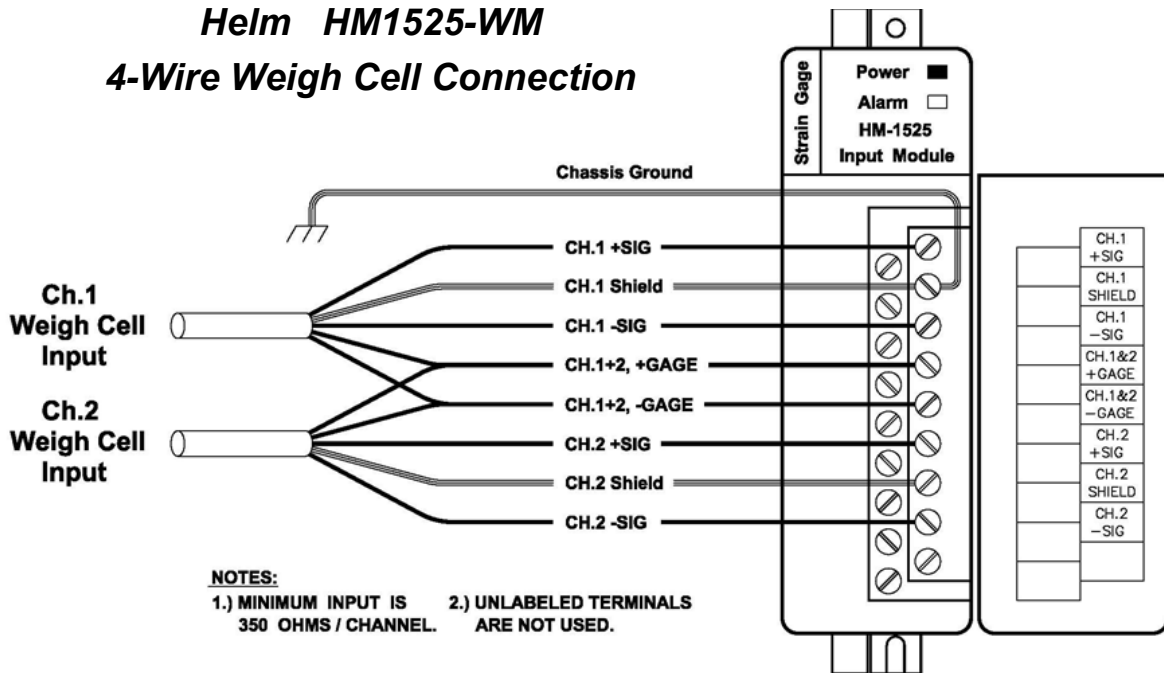 Helm HM1525-WM
4-Wire Weigh Cell Connection
Strain Gage
Power
Alarm
HM-1525
Input Module
Chassis Ground
CH.1 +SIG
CH.1 Shield
CH.1 -SIG
CH.1+2, +GAGE
CH.1+2, -GAGE
CH.2 +SIG
CH.2 Shield
CH.2 -SIG
Ch.1
Weigh Cell
Input
Ch.2
Weigh Cell
Input
CH.1
+SIG
CH.1
SHIELD
CH.1
-SIG
CH.1&2
+GAGE
CH.1&2
-GAGE
CH.2
+SIG
CH.2
SHIELD
CH.2
-SIG
NOTES:
1.) MINIMUM INPUT IS
350 OHMS / CHANNEL.
2.) UNLABELED TERMINALS
ARE NOT USED.